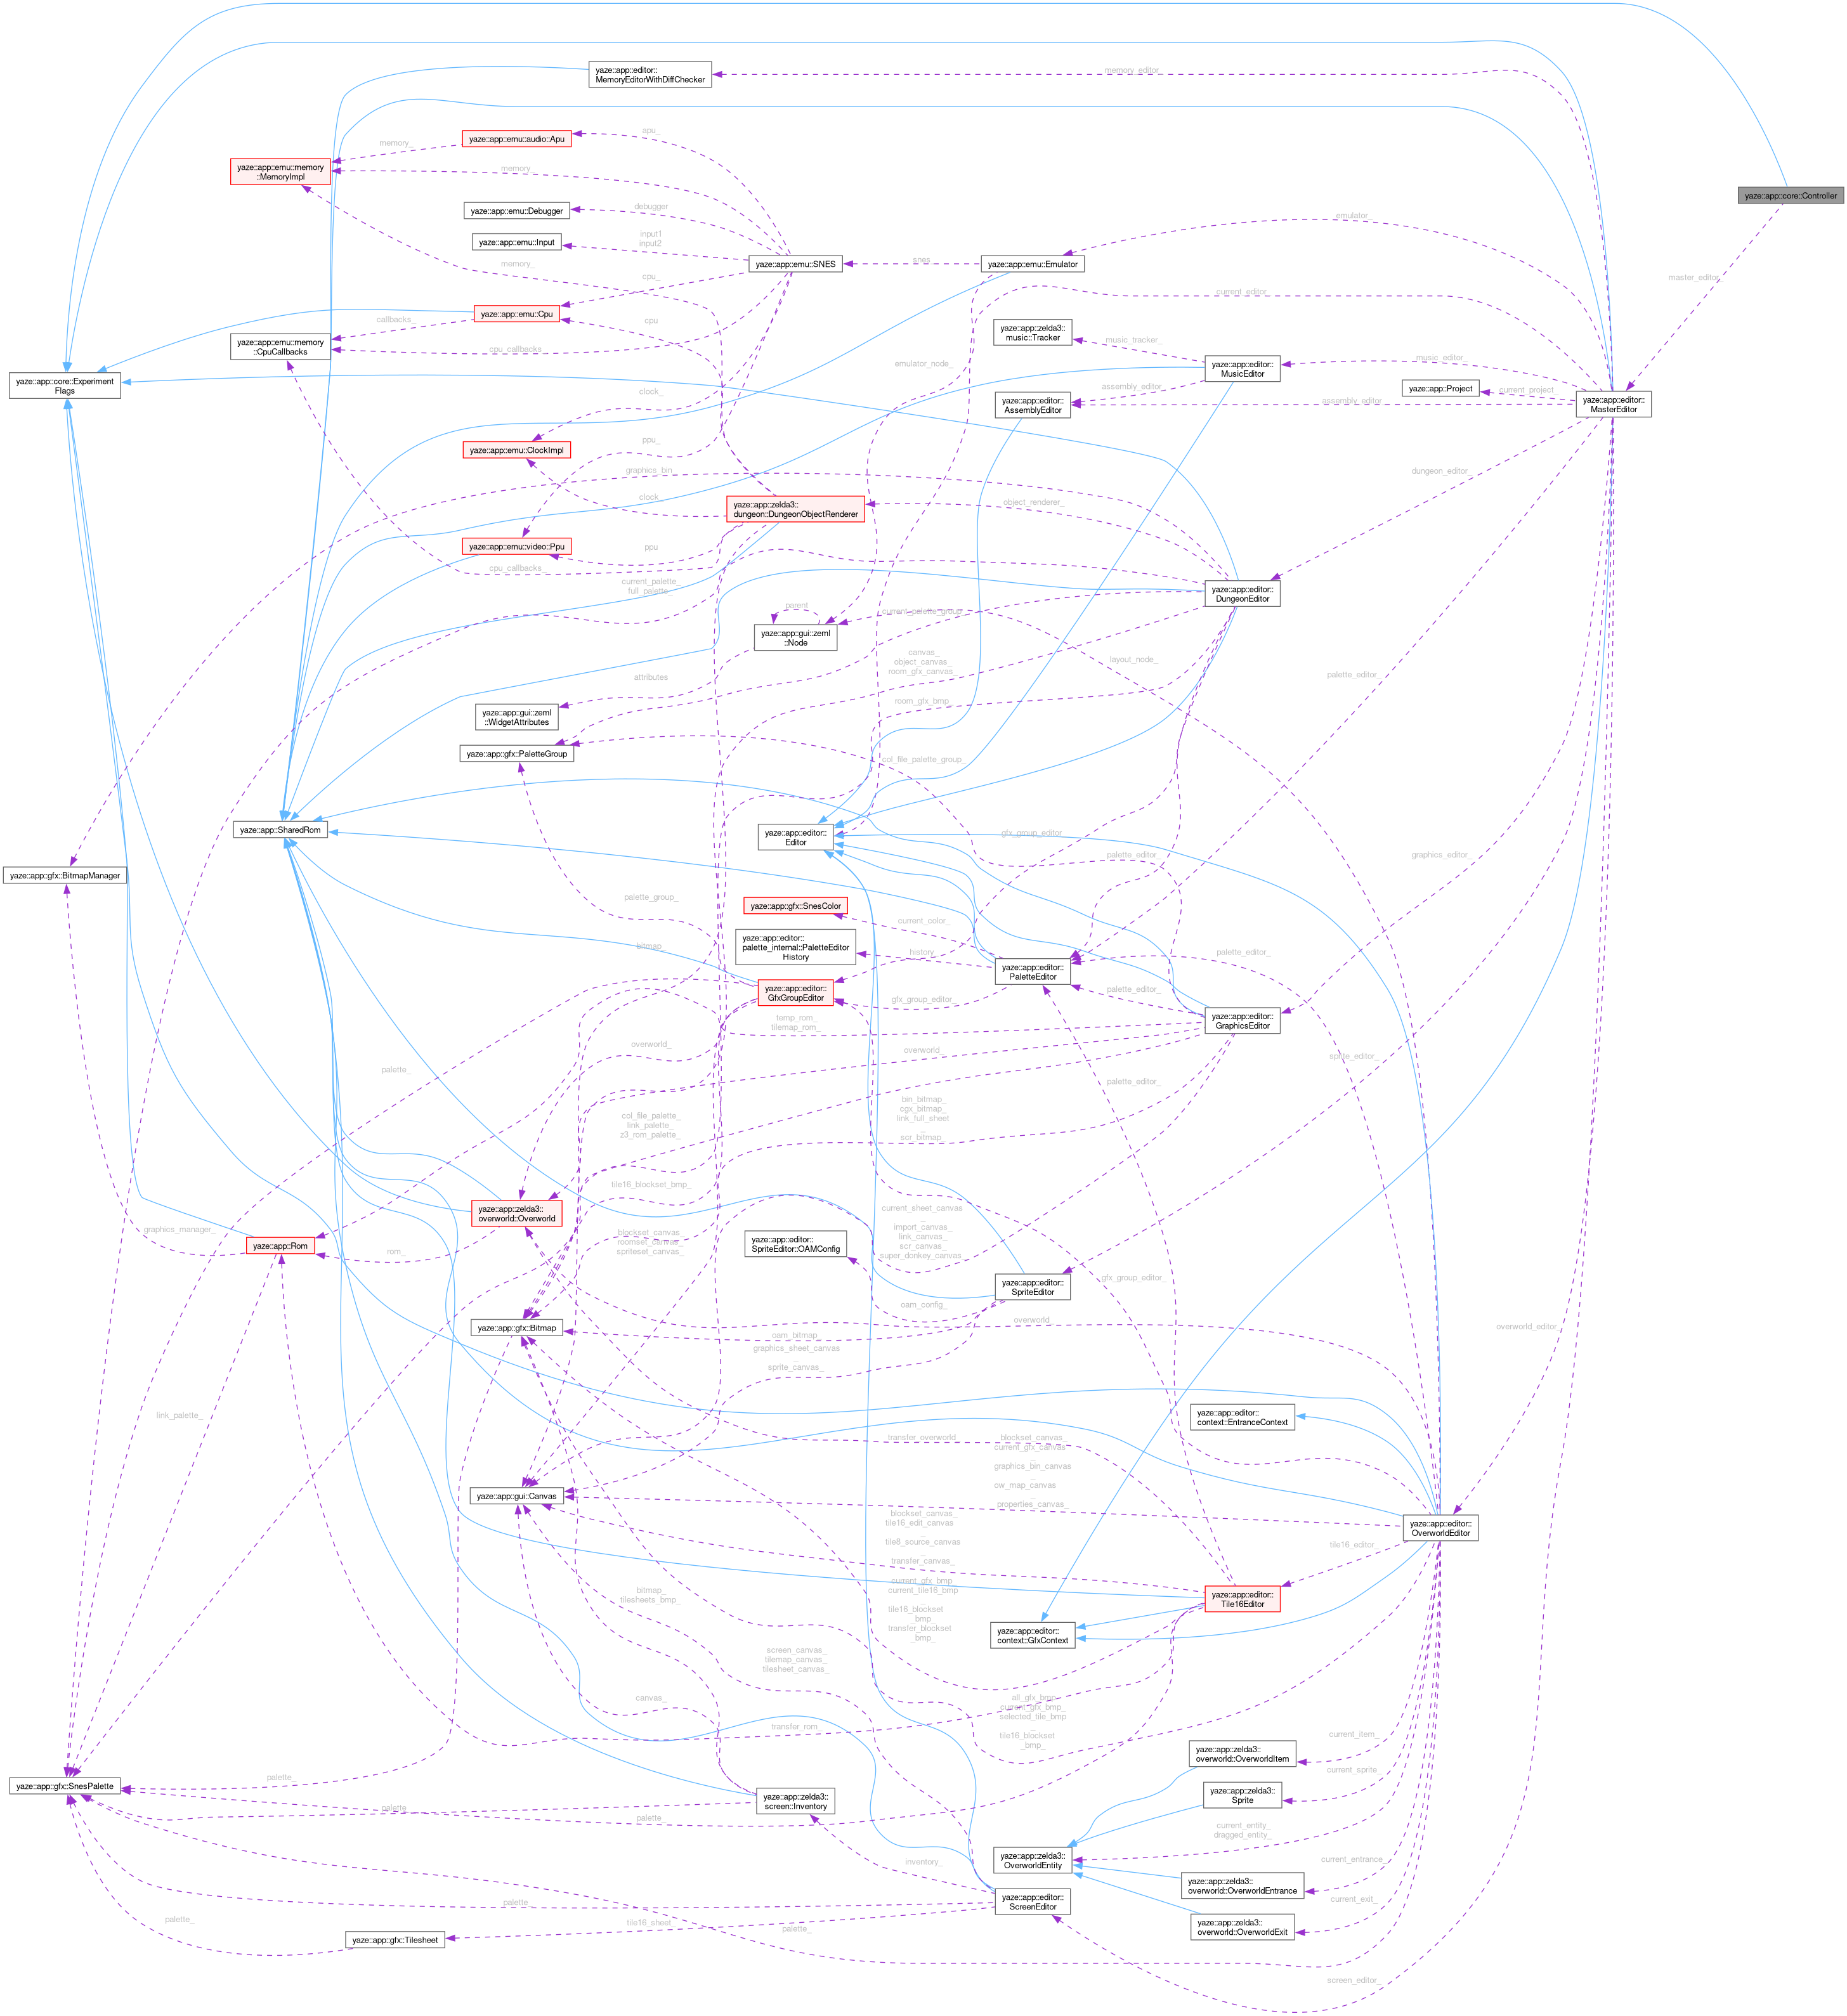 yaze::app::editor::
MemoryEditorWithDiffChecker
memory_editor_
yaze::app::emu::audio::Apu
apu_
memory_
yaze::app::emu::memory
::MemoryImpl
memory_
yaze::app::core::Controller
yaze::app::emu::Debugger
debugger
yaze::app::emu::Input
input1
input2
emulator_
yaze::app::emu::SNES
snes_
yaze::app::emu::Emulator
memory_
cpu_
master_editor_
current_editor_
yaze::app::emu::Cpu
callbacks_
cpu
yaze::app::emu::memory
::CpuCallbacks
cpu_callbacks_
yaze::app::zelda3::
music::Tracker
music_tracker_
yaze::app::editor::
MusicEditor
music_editor_
emulator_node_
yaze::app::core::Experiment
Flags
assembly_editor_
yaze::app::Project
current_project_
yaze::app::editor::
AssemblyEditor
assembly_editor_
yaze::app::editor::
MasterEditor
clock_
yaze::app::emu::ClockImpl
ppu_
graphics_bin_
dungeon_editor_
clock_
yaze::app::zelda3::
dungeon::DungeonObjectRenderer
object_renderer_
yaze::app::emu::video::Ppu
ppu
cpu_callbacks_
current_palette_
full_palette_
yaze::app::editor::
DungeonEditor
parent
current_palette_group_
yaze::app::gui::zeml
::Node
canvas_
object_canvas_
room_gfx_canvas_
layout_node_
attributes
palette_editor_
room_gfx_bmp_
yaze::app::gui::zeml
::WidgetAttributes
yaze::app::gfx::PaletteGroup
col_file_palette_group_
yaze::app::SharedRom
yaze::app::editor::
Editor
gfx_group_editor_
palette_editor_
graphics_editor_
yaze::app::gfx::BitmapManager
palette_group_
yaze::app::gfx::SnesColor
current_color_
yaze::app::editor::
palette_internal::PaletteEditor
History
history_
bitmap_
palette_editor_
yaze::app::editor::
PaletteEditor
yaze::app::editor::
GfxGroupEditor
gfx_group_editor_
palette_editor_
yaze::app::editor::
GraphicsEditor
temp_rom_
tilemap_rom_
overworld_
overworld_
sprite_editor_
palette_
palette_editor_
bin_bitmap_
cgx_bitmap_
link_full_sheet
_
scr_bitmap_
col_file_palette_
link_palette_
z3_rom_palette_
tile16_blockset_bmp_
yaze::app::zelda3::
overworld::Overworld
graphics_manager_
yaze::app::Rom
rom_
blockset_canvas_
roomset_canvas_
spriteset_canvas_
current_sheet_canvas
_
import_canvas_
link_canvas_
scr_canvas_
super_donkey_canvas_
yaze::app::editor::
SpriteEditor::OAMConfig
gfx_group_editor_
yaze::app::editor::
SpriteEditor
oam_config_
overworld_
yaze::app::gfx::Bitmap
oam_bitmap_
graphics_sheet_canvas
_
sprite_canvas_
overworld_editor_
link_palette_
yaze::app::editor::
context::EntranceContext
transfer_overworld_
blockset_canvas_
current_gfx_canvas
_
graphics_bin_canvas
_
ow_map_canvas
_
properties_canvas_
yaze::app::gui::Canvas
blockset_canvas_
tile16_edit_canvas
_
tile8_source_canvas
_
transfer_canvas_
yaze::app::editor::
OverworldEditor
tile16_editor_
bitmap_
tilesheets_bmp_
current_gfx_bmp_
current_tile16_bmp
_
tile16_blockset
_bmp_
transfer_blockset
_bmp_
yaze::app::editor::
Tile16Editor
yaze::app::editor::
context::GfxContext
screen_canvas_
tilemap_canvas_
tilesheet_canvas_
canvas_
transfer_rom_
all_gfx_bmp_
current_gfx_bmp_
selected_tile_bmp
_
tile16_blockset
_bmp_
current_item_
yaze::app::zelda3::
overworld::OverworldItem
current_sprite_
yaze::app::gfx::SnesPalette
palette_
yaze::app::zelda3::
Sprite
palette_
yaze::app::zelda3::
screen::Inventory
palette_
current_entity_
dragged_entity_
yaze::app::zelda3::
OverworldEntity
current_entrance_
inventory_
yaze::app::zelda3::
overworld::OverworldEntrance
palette_
yaze::app::editor::
ScreenEditor
current_exit_
palette_
tile16_sheet_
palette_
yaze::app::zelda3::
overworld::OverworldExit
yaze::app::gfx::Tilesheet
screen_editor_